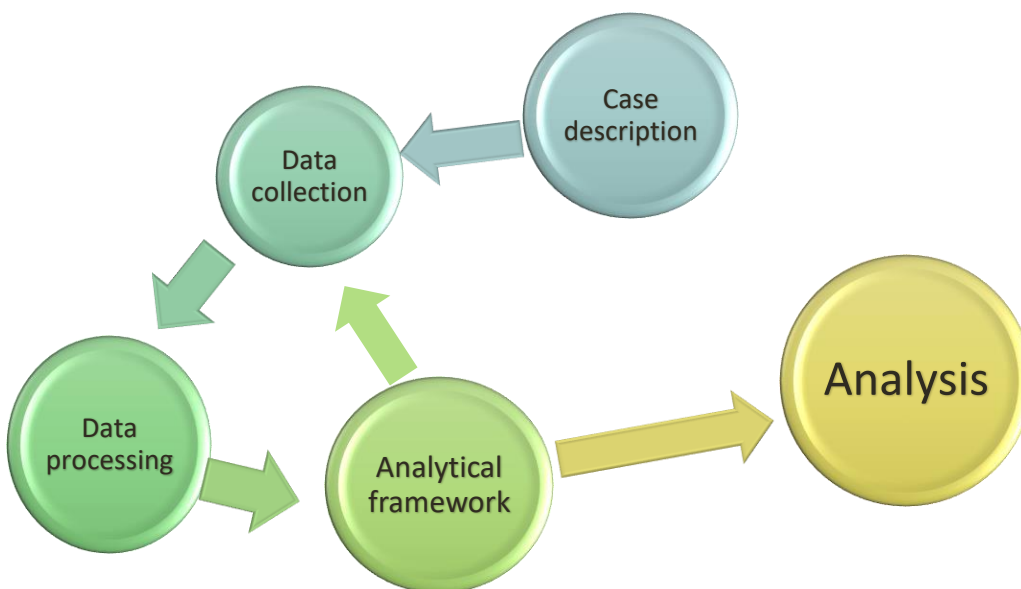 Case
description
Data
collection
Data
processing
Analytical
framework
Analysis